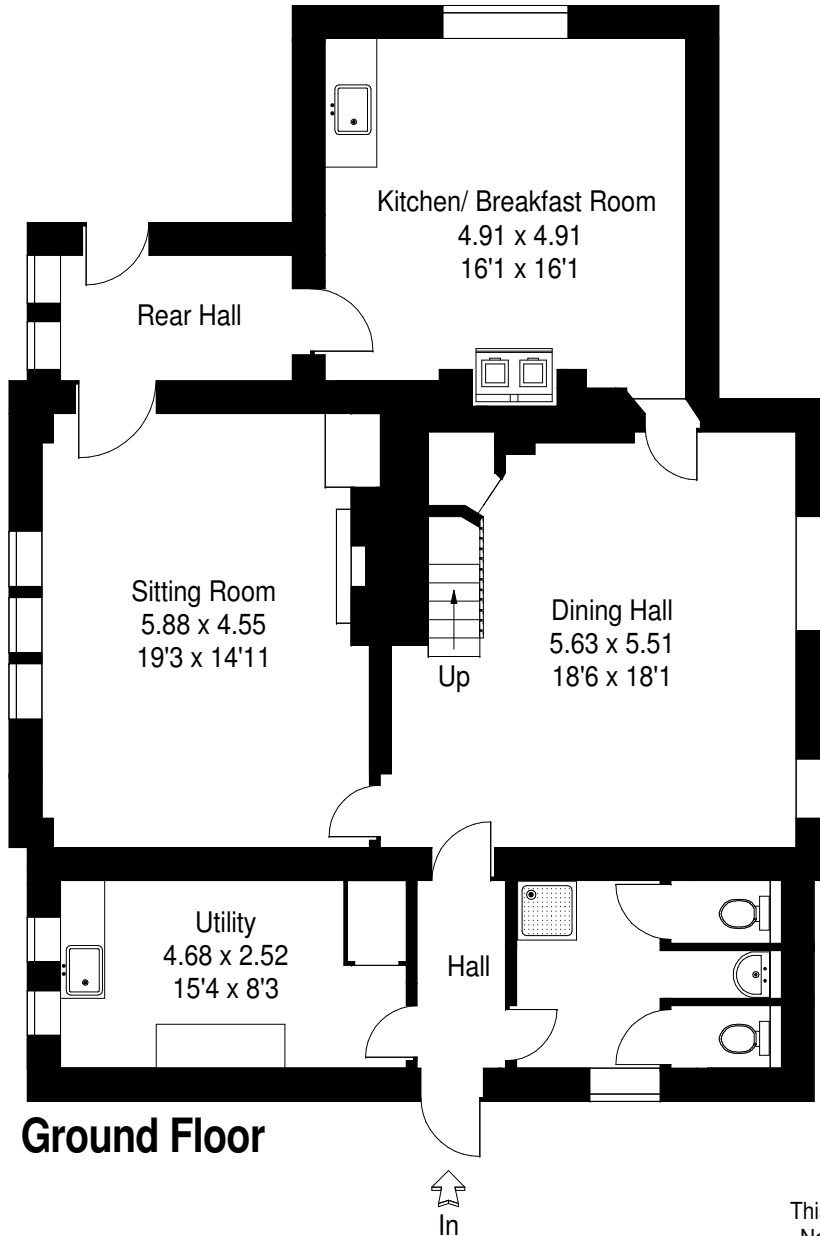 Kitchen/ Breakfast Room
4.91 x 4.91
16'1 x 16'1
Rear Hall
Sitting Room
5.88 x 4.55
19'3 x 14'11
Dining Hall
5.63 x 5.51
18'6 x 18'1
Up
Utility
4.68 x 2.52
15'4 x 8'3
Hall
Ground Floor
In
This